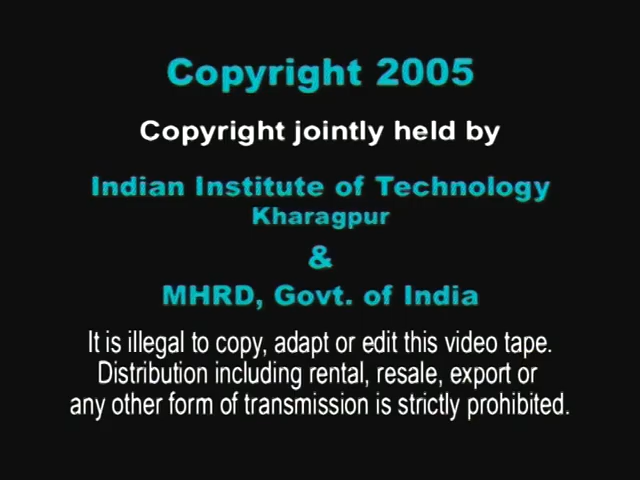 Copyright 2005
Copyright jointly held by
Indian Institute of Technology
Kharagpur
&
MHRD, Govt. of India
It is illegal to copy, adapt or edit this video tape.
Distribution including rental, resale, export or
any other form of transmission is strictly prohibited.